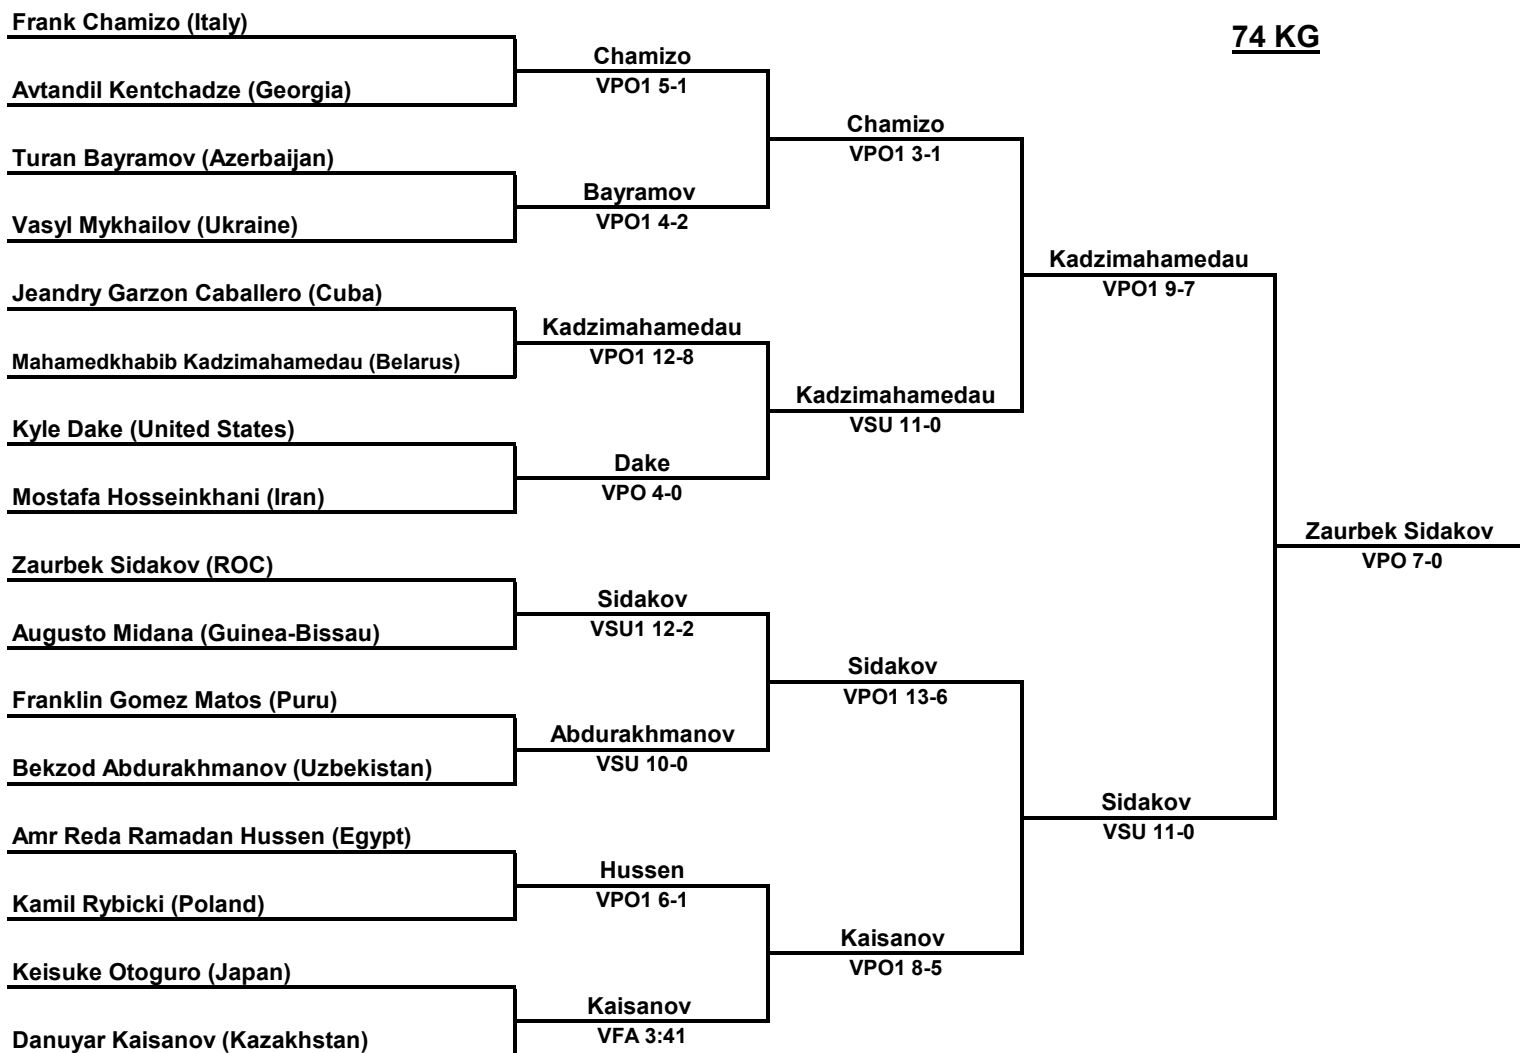 Frank Chamizo (Italy)
74 KG
Chamizo
VPO1 5-1
Avtandil Kentchadze (Georgia)
Chamizo
VPO1 3-1
Turan Bayramov (Azerbaijan)
Bayramov
VPO1 4-2
Vasyl Mykhailov (Ukraine)
Kadzimahamedau
VPO1 9-7
Jeandry Garzon Caballero (Cuba)
Kadzimahamedau
VPO1 12-8
Mahamedkhabib Kadzimahamedau (Belarus)
Kadzimahamedau
VSU 11-0
Kyle Dake (United States)
Dake
VPO 4-0
Mostafa Hosseinkhani (Iran)
Zaurbek Sidakov
VPO 7-0
Zaurbek Sidakov (ROC)
Sidakov
VSU1 12-2
Augusto Midana (Guinea-Bissau)
Sidakov
VPO1 13-6
Franklin Gomez Matos (Puru)
Abdurakhmanov
VSU 10-0
Bekzod Abdurakhmanov (Uzbekistan)
Sidakov
VSU 11-0
Amr Reda Ramadan Hussen (Egypt)
Hussen
VPO1 6-1
Kamil Rybicki (Poland)
Kaisanov
VPO1 8-5
Keisuke Otoguro (Japan)
Kaisanov
VFA 3:41
Danuyar Kaisanov (Kazakhstan)